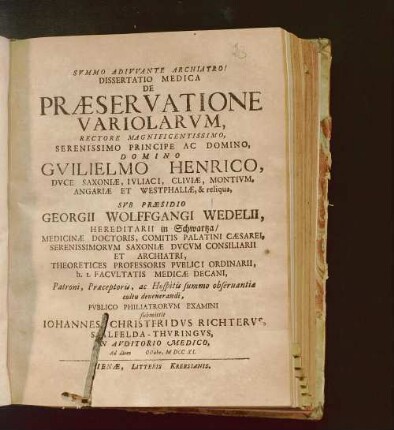 SVMMO ADIVVANTE ARCHIATRO!
DISSERTATIO MEDICA
DE
PRÆSERVATIONE
VARIOLARVM,
RECTORE MAGNIFICENTISSIMO,
SERENISSIMO PRINCIPE AC DOMINO,
DOMINO
GVILIELMO HENRICO,
DVCE SAXONIÆ, IVLIACI, CLIVIÆ, MONTIVM,
ANGARIÆ ET WESTPHALIÆ, & reliqua,
SVB PRÆSIDIO
GEORGII WOLFFGANGI WEDELII,
HEREDITARII in Schwartza/
MEDICINÆ DOCTORIS, COMITIS PALATINI CÆSAREI,
SERENISSIMORVM SAXONIÆ DVCVM CONSILIARII
ET ARCHIATRI,
THEORETICES PROFESSORIS PVBLICI ORDINARII,
h. t. FACVLTATIS MEDICÆ DECANI,
Patroni, Præceptoris, ac Hospitis summo observantiæ
cultu devenerandi,
PVBLICO PHILIATRORVM EXAMINI
submittit
IOHANNES CHRISTFRIDVS RICHTERVS,
SALFELDA-THVRINGVS,
IN AVDITORIO MEDICO,
Ad diem Octobr. MDCCXI.
IENÆ, LITTERIS KREBSIANIS.